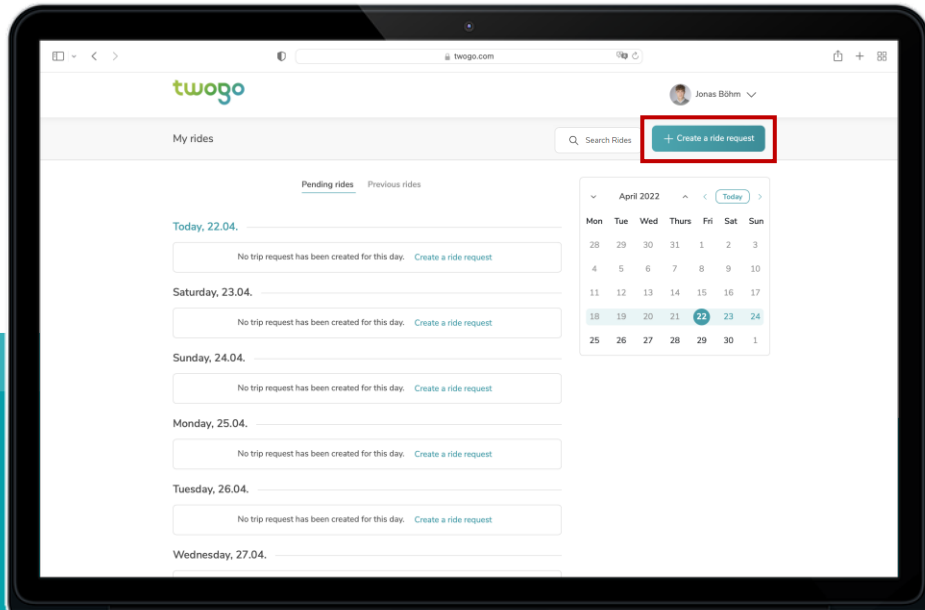 twogo.com
twogo
Jonas Böhm
My rides
Search Rides
+ Create a ride request
Pending rides Previous rides
April 2022 Today
Mon Tue Wed Thurs Fri Sat Sun
28 29 30 31 1 2 3
4 5 6 7 8 9 10
11 12 13 14 15 16 17
18 19 20 21 22 23 24
25 26 27 28 29 30 1
Today, 22.04.
No trip request has been created for this day. Create a ride request
Saturday, 23.04.
No trip request has been created for this day. Create a ride request
Sunday, 24.04.
No trip request has been created for this day. Create a ride request
Monday, 25.04.
No trip request has been created for this day. Create a ride request
Tuesday, 26.04.
No trip request has been created for this day. Create a ride request
Wednesday, 27.04.